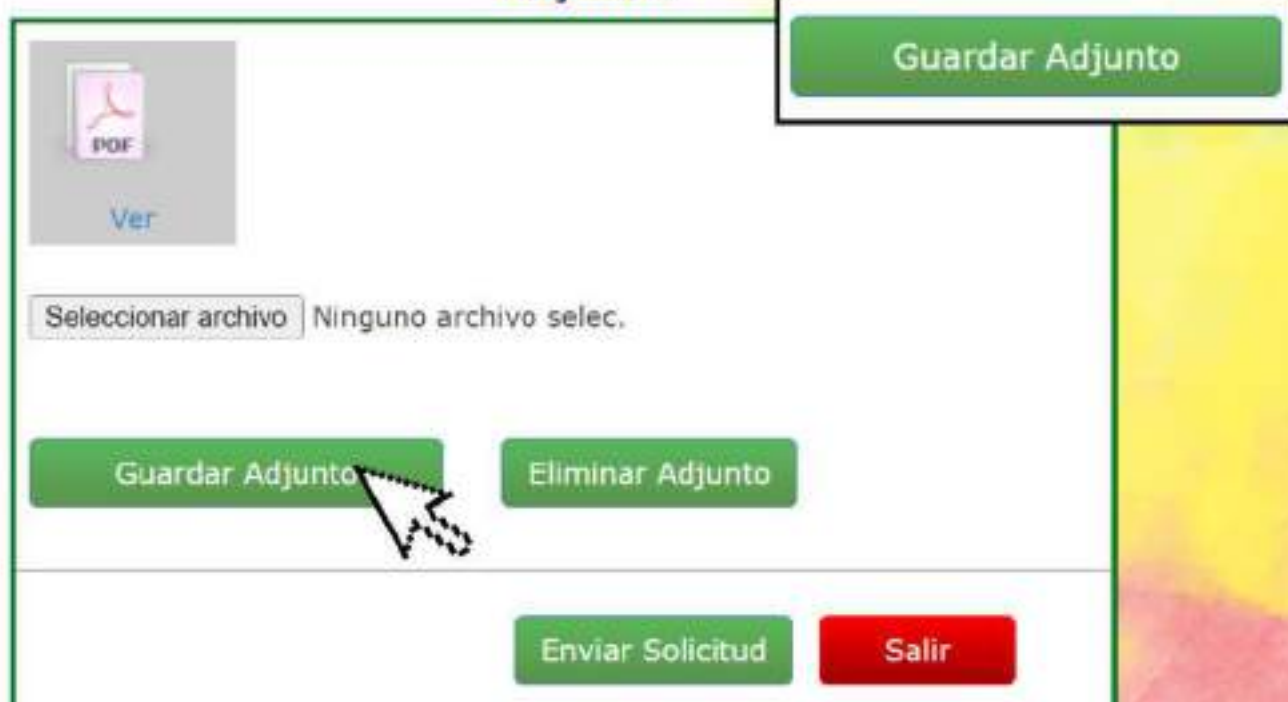 Guardar Adjunto
PDF
Ver
Seleccionar archivo Ninguno archivo selec.
Guardar Adjunto Eliminar Adjunto
Enviar Solicitud Salir